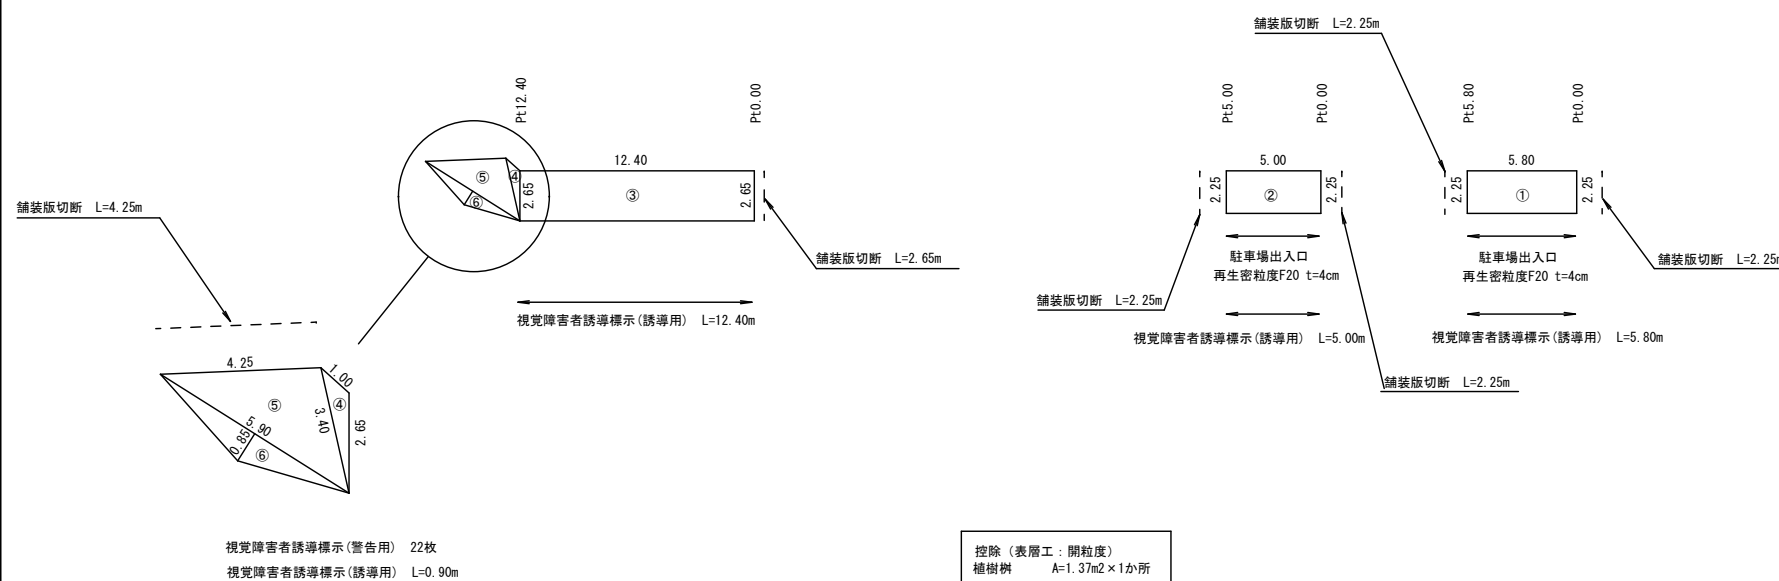 舗装版切断 L=2.25m
Pt12.40
Pt0.00
Pt5.00
Pt0.00
Pt5.80
Pt0.00
12.40
5.00
5.80
⑤
④
2.65
③
2.65
2.25
②
2.25
2.25
①
2.25
⑥
舗装版切断 L=4.25m
舗装版切断 L=2.65m
駐車場出入口
再生密粒度F20 t=4cm
駐車場出入口
再生密粒度F20 t=4cm
舗装版切断 L=2.25m
舗装版切断 L=2.25m
視覚障害者誘導標示(誘導用) L=12.40m
視覚障害者誘導標示(誘導用) L=5.00m
視覚障害者誘導標示(誘導用) L=5.80m
舗装版切断 L=2.25m
4.25
1.00
⑤
④
3.40
2.65
5.90
0.85
⑥
視覚障害者誘導標示(警告用) 22枚
視覚障害者誘導標示(誘導用) L=0.90m
控除（表層工：開粒度）
植樹桝 A=1.37m2×1か所